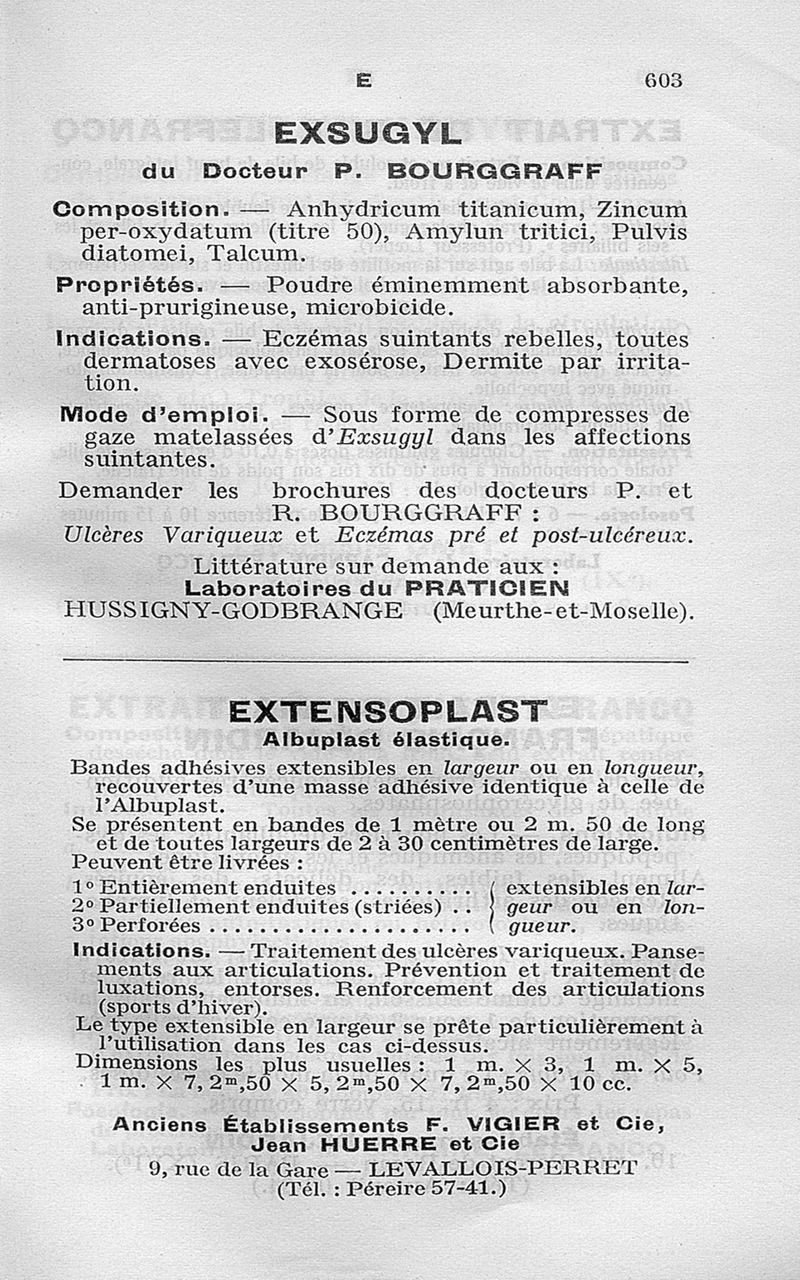 E 603
EXSUGYL
du Docteur P. BOURGGRAFF
Composition. — Anhydricum titanicum, Zincum
per-oxydatum (titre 50), Amylun tritici, Pulvis
diatomei, Talcum.
Propriétés. — Poudre éminemment absorbante,
anti-prurigineuse, microbicide.
Indications. — Eczémas suintants rebelles, toutes
dermatoses avec exosérose, Dermite par irrita-
tion.
Mode d'emploi. — Sous forme de compresses de
gaze matelassées d'Exsugyl dans les affections
suintantes.
Demander les brochures des docteurs P. et
R. BOURGGRAFF :
Ulcères Variqueux et Eczémas pré et post-ulcéreux.
Littérature sur demande aux :
Laboratoires du PRATICIEN
HUSSIGNY-GODBRANGE (Meurthe-et-Moselle).
EXTENSOPLAST
Albuplast élastique.
Bandes adhésives extensibles en largeur ou en longueur,
recouvertes d'une masse adhésive identique à celle de
l'Albuplast.
Se présentent en bandes de 1 mètre ou 2 m. 50 de long
et de toutes largeurs de 2 à 30 centimètres de large.
Peuvent être livrées :
1° Entièrement enduites .......... ( extensibles en lar-
2° Partiellement enduites (striées) .. } geur ou en lon-
3° Perforées .................... ( gueur.
Indications. — Traitement des ulcères variqueux. Panse-
ments aux articulations. Prévention et traitement de
luxations, entorses. Renforcement des articulations
(sports d'hiver).
Le type extensible en largeur se prête particulièrement à
l'utilisation dans les cas ci-dessus.
Dimensions les plus usuelles : 1 m. × 3, 1 m. × 5,
1 m. × 7, 2ᵐ,50 × 5, 2ᵐ,50 × 7, 2ᵐ,50 × 10 cc.
Anciens Établissements F. VIGIER et Cie,
Jean HUERRE et Cie
9, rue de la Gare — LEVALLOIS-PERRET
(Tél. : Péreire 57-41.)